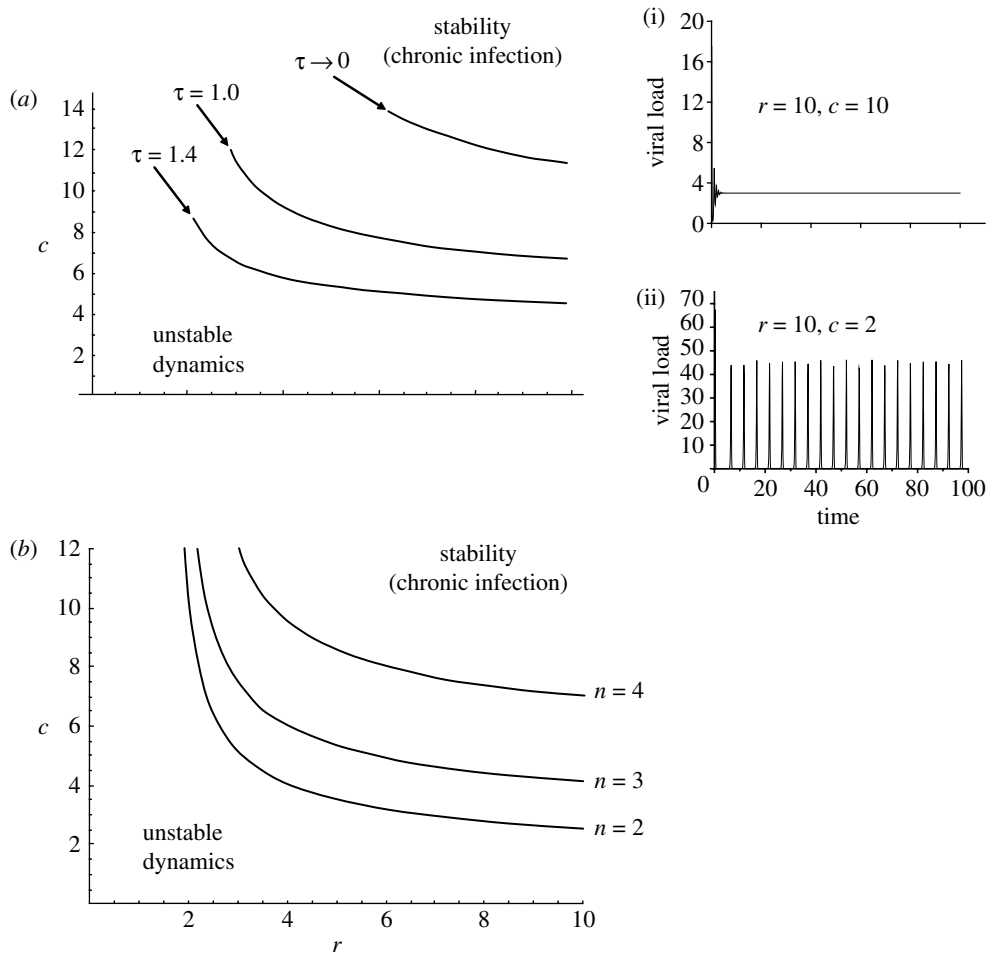 (a)
stability
(chronic infection)
τ → 0
τ = 1.0
τ = 1.4
14
12
10
8
6
4
2
c
unstable
dynamics
(i)
20
16
12
8
4
0
viral load
r = 10, c = 10
(ii)
70
60
50
40
30
20
10
0
viral load
r = 10, c = 2
20 40 60 80 100
time
(b)
12
10
8
6
4
2
c
stability
(chronic infection)
n = 4
n = 3
n = 2
unstable
dynamics
2 4 6 8 10
r